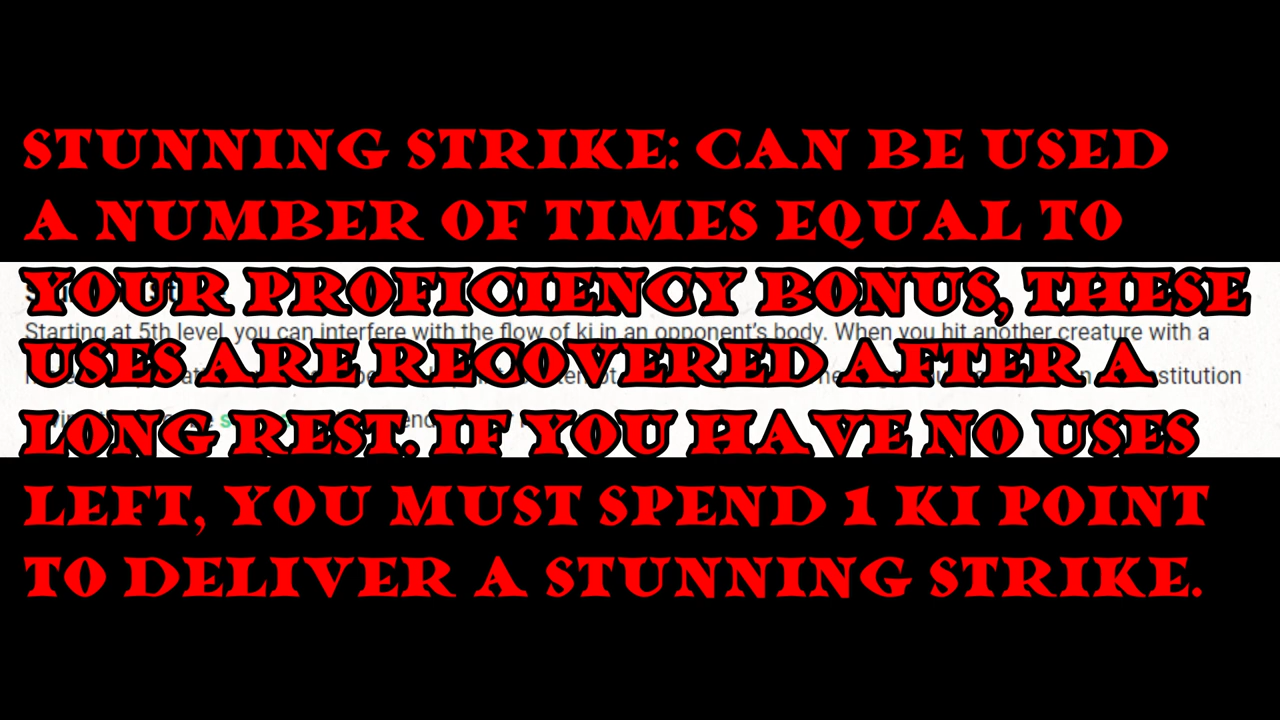 STUNNING STRIKE: CAN BE USED
A NUMBER OF TIMES EQUAL TO
YOUR PROFICIENCY BONUS, THESE
Starting at 5th level, you can interfere with the flow of ki in an opponent's body. When you hit another creature with a
USES ARE RECOVERED AFTER A
LONG REST. IF YOU HAVE NO USES
LEFT, YOU MUST SPEND 1 KI POINT
TO DELIVER A STUNNING STRIKE.